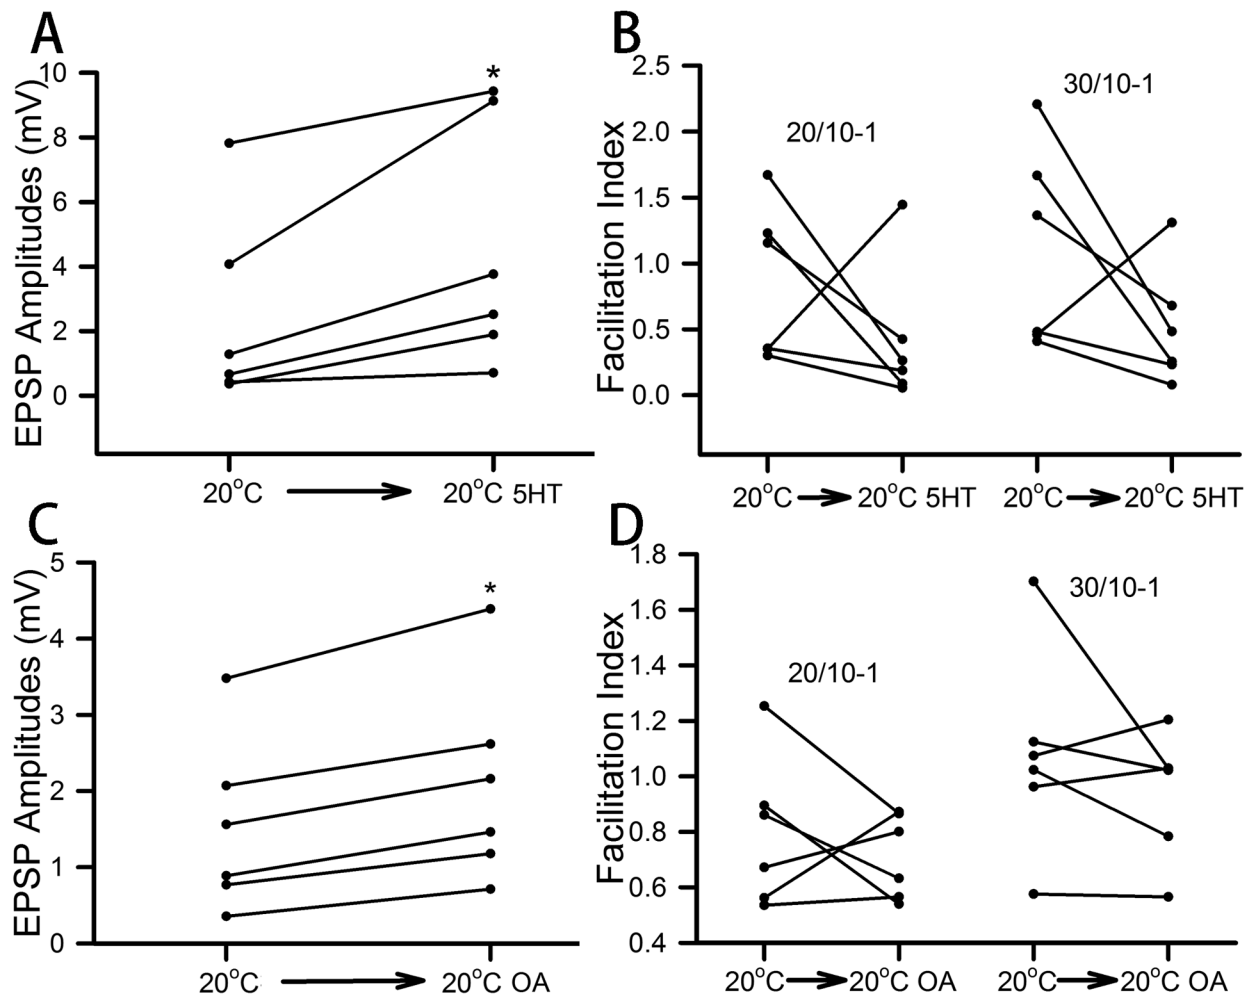 A
EPSP Amplitudes (mV)
10
8
6
4
2
0
*
20°C
20°C 5HT
B
Facilitation Index
2.5
2.0
1.5
1.0
0.5
0.0
20/10-1
30/10-1
20°C
20°C 5HT
20°C
20°C 5HT
C
EPSP Amplitudes (mV)
5
4
3
2
1
0
*
20°C
20°C OA
D
Facilitation Index
1.8
1.6
1.4
1.2
1.0
0.8
0.6
0.4
20/10-1
30/10-1
20°C
20°C OA
20°C
20°C OA